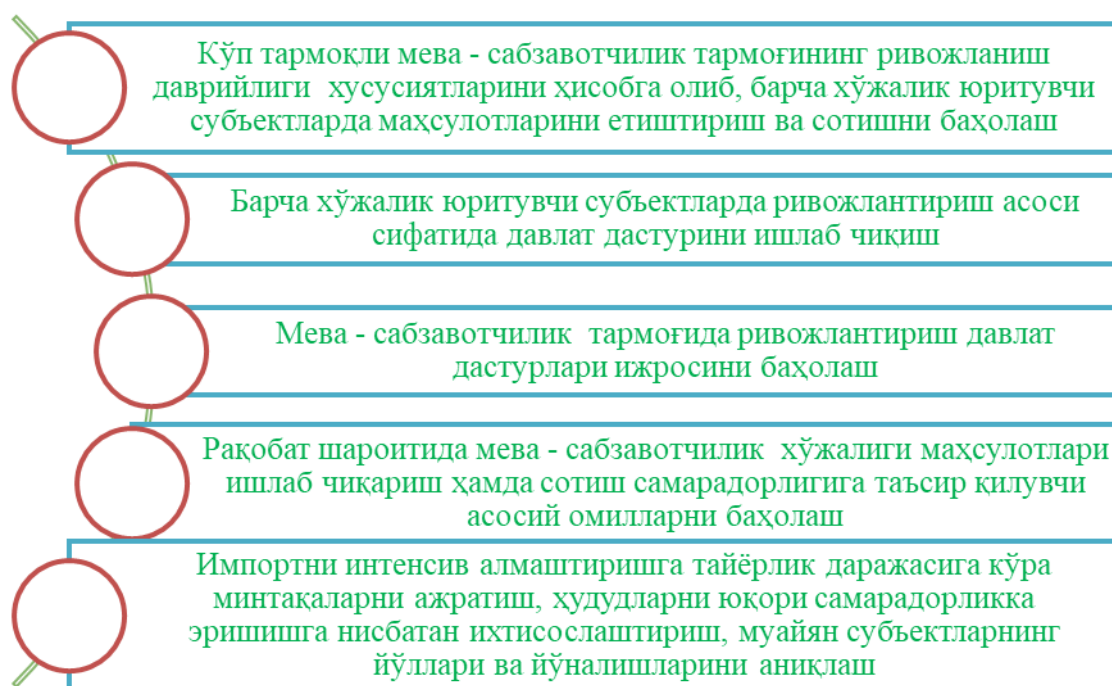 Кўп тармоқли мева - сабзавотчилик тармоғининг ривожланиш
даврийлиги хусусиятларини ҳисобга олиб, барча хўжалик юритувчи
субъектларда маҳсулотларини етиштириш ва сотишни баҳолаш
Барча хўжалик юритувчи субъектларда ривожлантириш асоси
сифатида давлат дастурини ишлаб чиқиш
Мева - сабзавотчилик тармоғида ривожлантириш давлат
дастурлари ижросини баҳолаш
Рақобат шароитида мева - сабзавотчилик хўжалиги маҳсулотлари
ишлаб чиқариш ҳамда сотиш самарадорлигига таъсир қилувчи
асосий омилларни баҳолаш
Импортни интенсив алмаштиришга тайёрлик даражасига кўра
минтақаларни ажратиш, ҳудудларни юқори самарадорликка
эришишга нисбатан ихтисослаштириш, муайян субъектларнинг
йўллари ва йўналишларини аниқлаш